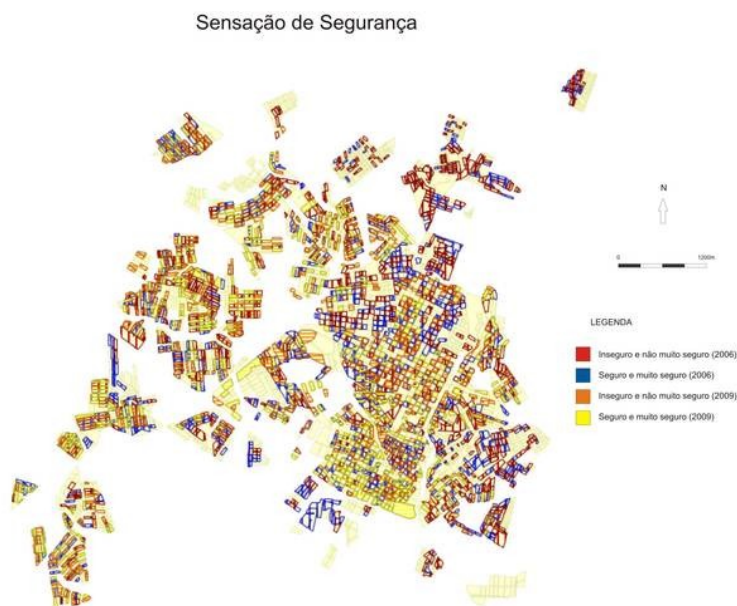 Sensação de Segurança
N
0 1200m
LEGENDA
Inseguro e não muito seguro (2006)
Seguro e muito seguro (2006)
Inseguro e não muito seguro (2009)
Seguro e muito seguro (2009)